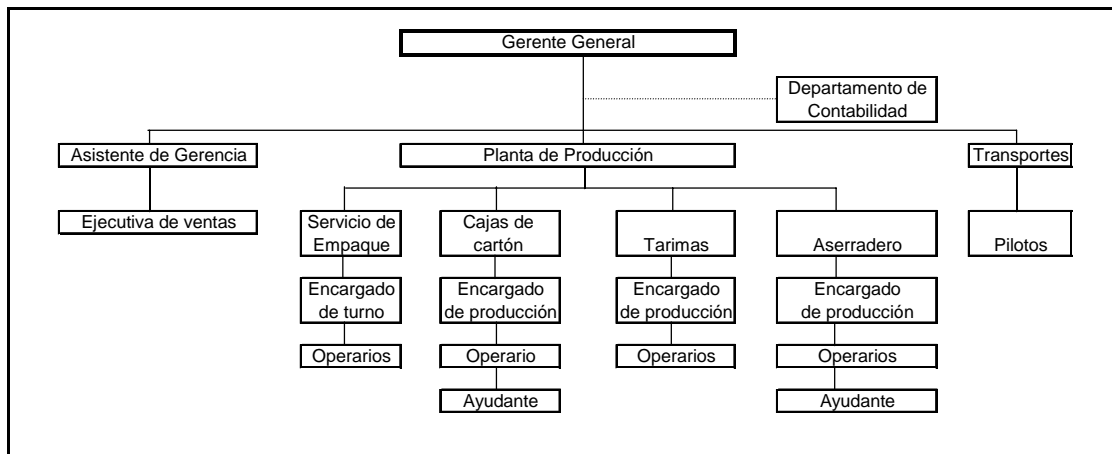 Gerente General
Departamento de
Contabilidad
Asistente de Gerencia
Planta de Producción
Transportes
Ejecutiva de ventas
Servicio de
Empaque
Cajas de
cartón
Tarimas
Aserradero
Pilotos
Encargado
de turno
Encargado
de producción
Encargado
de producción
Encargado
de producción
Operarios
Operario
Operarios
Operarios
Ayudante
Ayudante